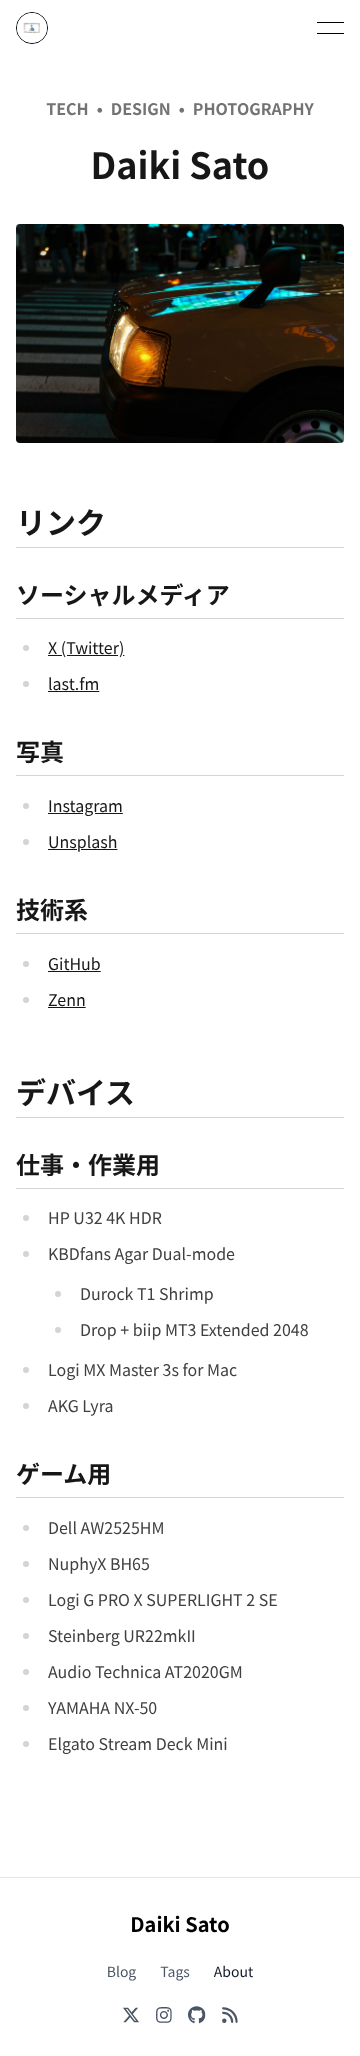 TECH • DESIGN • PHOTOGRAPHY
Daiki Sato
リンク
ソーシャルメディア
X (Twitter)
last.fm
写真
Instagram
Unsplash
技術系
GitHub
Zenn
デバイス
仕事・作業用
HP U32 4K HDR
KBDfans Agar Dual-mode
Durock T1 Shrimp
Drop + biip MT3 Extended 2048
Logi MX Master 3s for Mac
AKG Lyra
ゲーム用
Dell AW2525HM
NuphyX BH65
Logi G PRO X SUPERLIGHT 2 SE
Steinberg UR22mkII
Audio Technica AT2020GM
YAMAHA NX-50
Elgato Stream Deck Mini
Daiki Sato
Blog Tags About